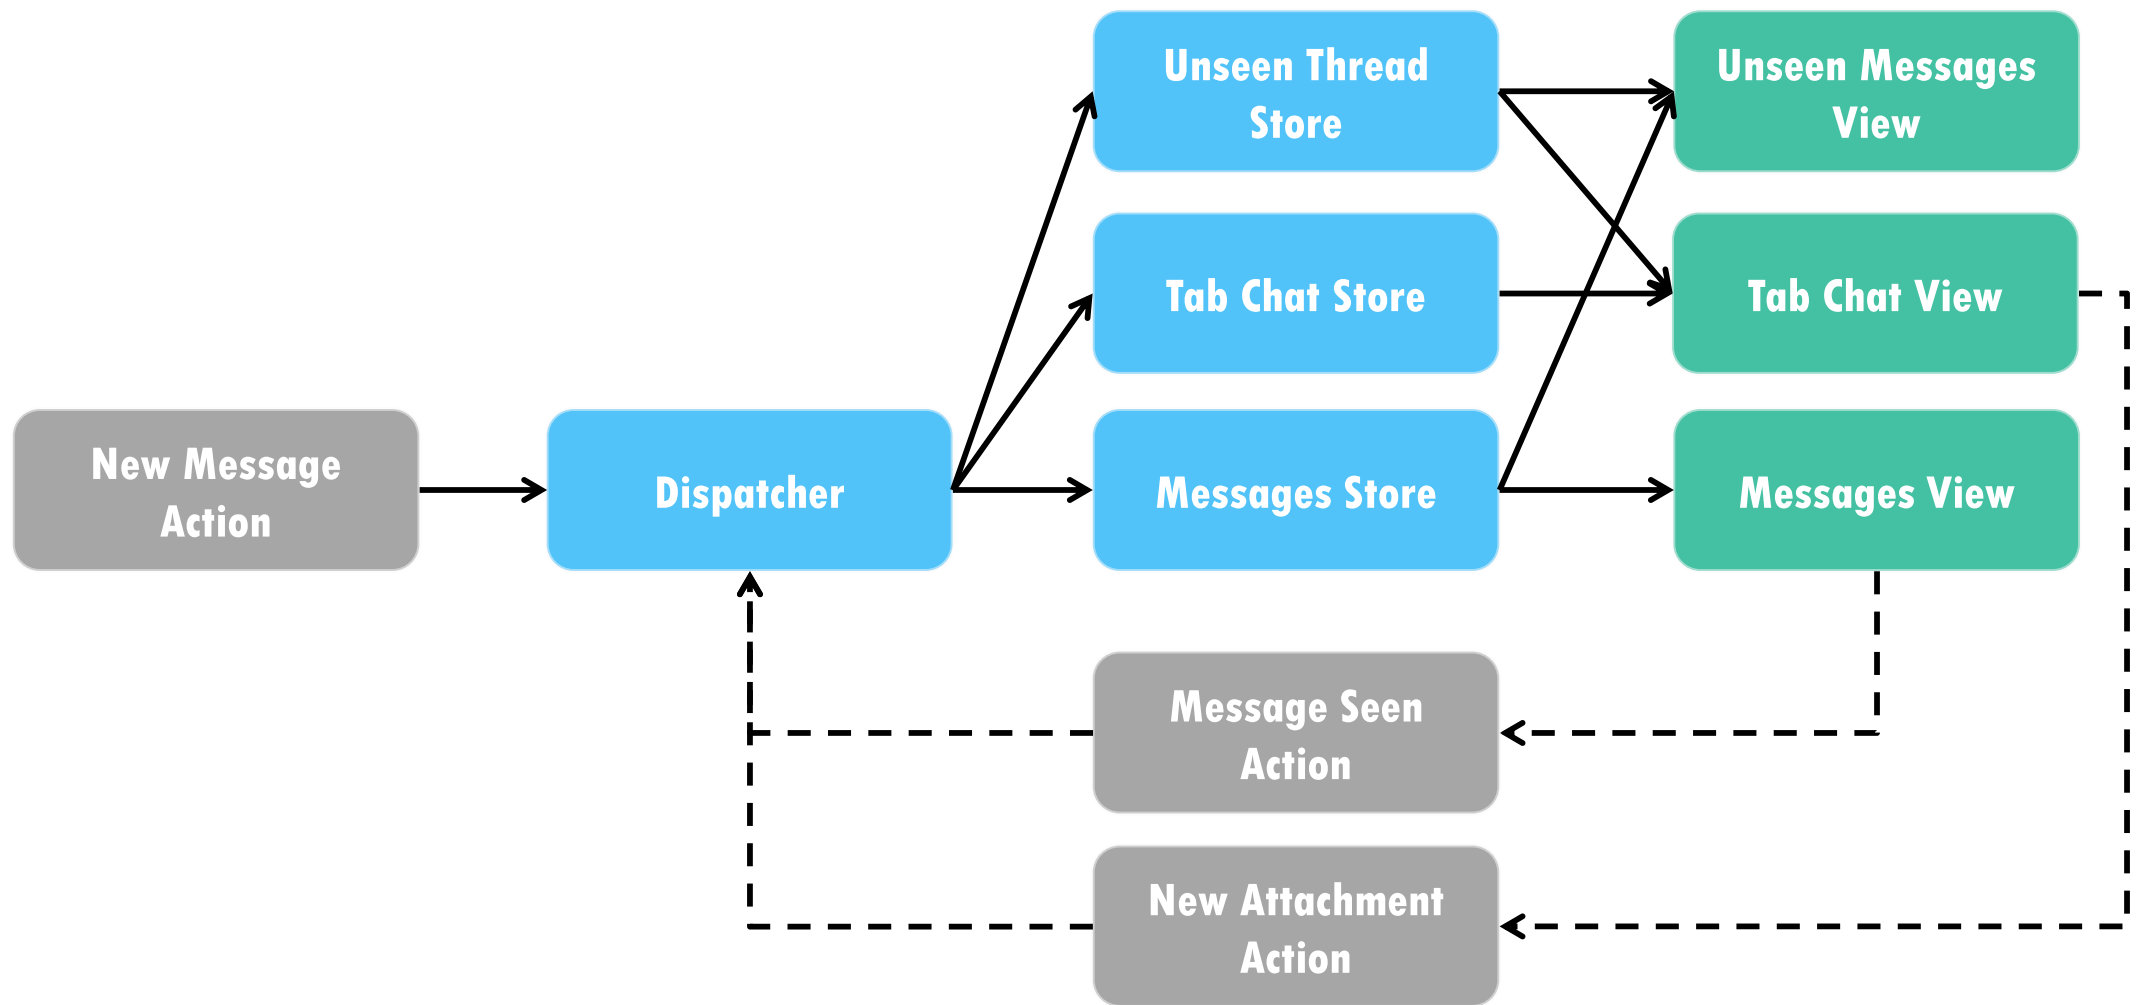 Unseen Thread
Store
Unseen Messages
View
Tab Chat Store
Tab Chat View
New Message
Action
Dispatcher
Messages Store
Messages View
Message Seen
Action
New Attachment
Action